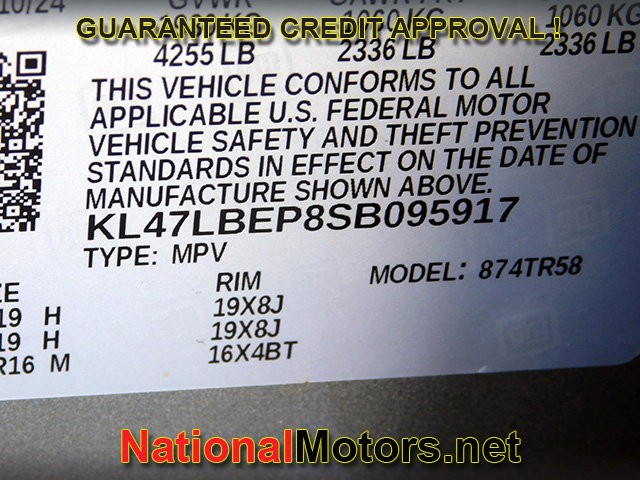 GUARANTEED CREDIT APPROVAL!
10/24 GVWR 1060 KG
4255 LB 2336 LB 2336 LB
THIS VEHICLE CONFORMS TO ALL
APPLICABLE U.S. FEDERAL MOTOR
VEHICLE SAFETY AND THEFT PREVENTION
STANDARDS IN EFFECT ON THE DATE OF
MANUFACTURE SHOWN ABOVE.
KL47LBEP8SB095917
TYPE: MPV MODEL: 874TR58
RIM
19 H 19X8J
19 H 19X8J
R16 M 16X4BT
NationalMotors.net